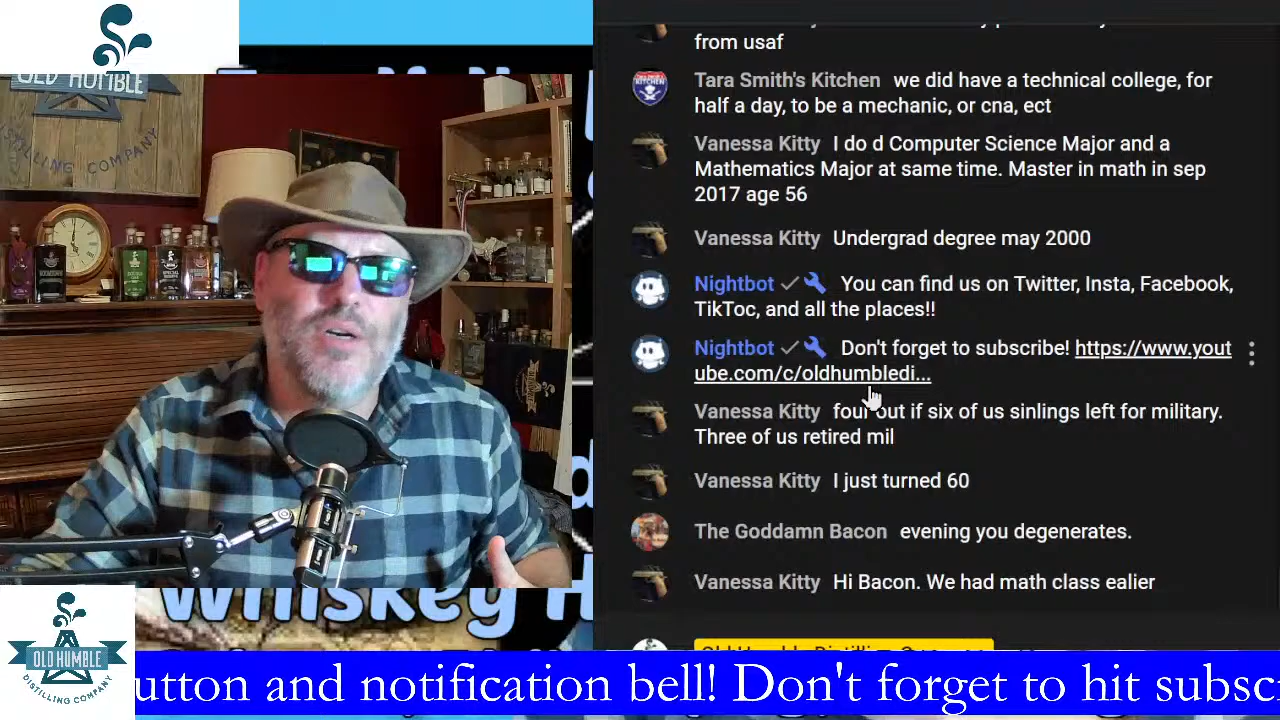 OLD HUMBLE
DISTILLING COMPANY
from usaf
Tara Smith's Kitchen we did have a technical college, for
half a day, to be a mechanic, or cna, ect
Vanessa Kitty I do d Computer Science Major and a
Mathematics Major at same time. Master in math in sep
2017 age 56
Vanessa Kitty Undergrad degree may 2000
Nightbot You can find us on Twitter, Insta, Facebook,
TikToc, and all the places!!
Nightbot Don't forget to subscribe! https://www.yout
ube.com/c/oldhumbledi...
Vanessa Kitty four out if six of us sinlings left for military.
Three of us retired mil
Vanessa Kitty I just turned 60
The Goddamn Bacon evening you degenerates.
Vanessa Kitty Hi Bacon. We had math class ealier
Whiskey H
OLD HUMBLE
DISTILLING COMPANY
utton and notification bell! Don't forget to hit subsc